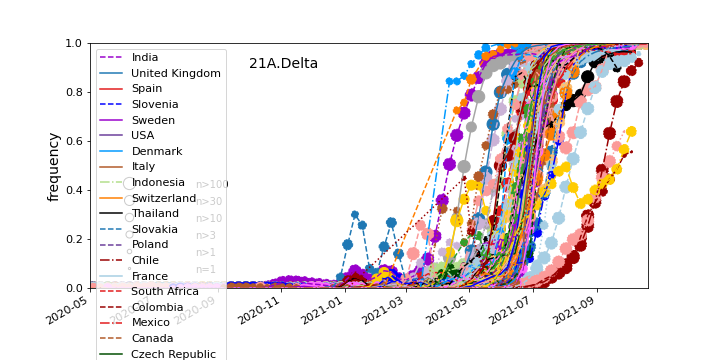 21A.Delta
frequency
1.0
0.8
0.6
0.4
0.2
0.0
India
United Kingdom
Spain
Slovenia
Sweden
USA
Denmark
Italy
Indonesia
Switzerland
Thailand
Slovakia
Poland
Chile
France
South Africa
Colombia
Mexico
Canada
Czech Republic
n>100
n>30
n>10
n>3
n>1
n=1
2020-05
2020-09
2020-11
2021-01
2021-03
2021-05
2021-07
2021-09